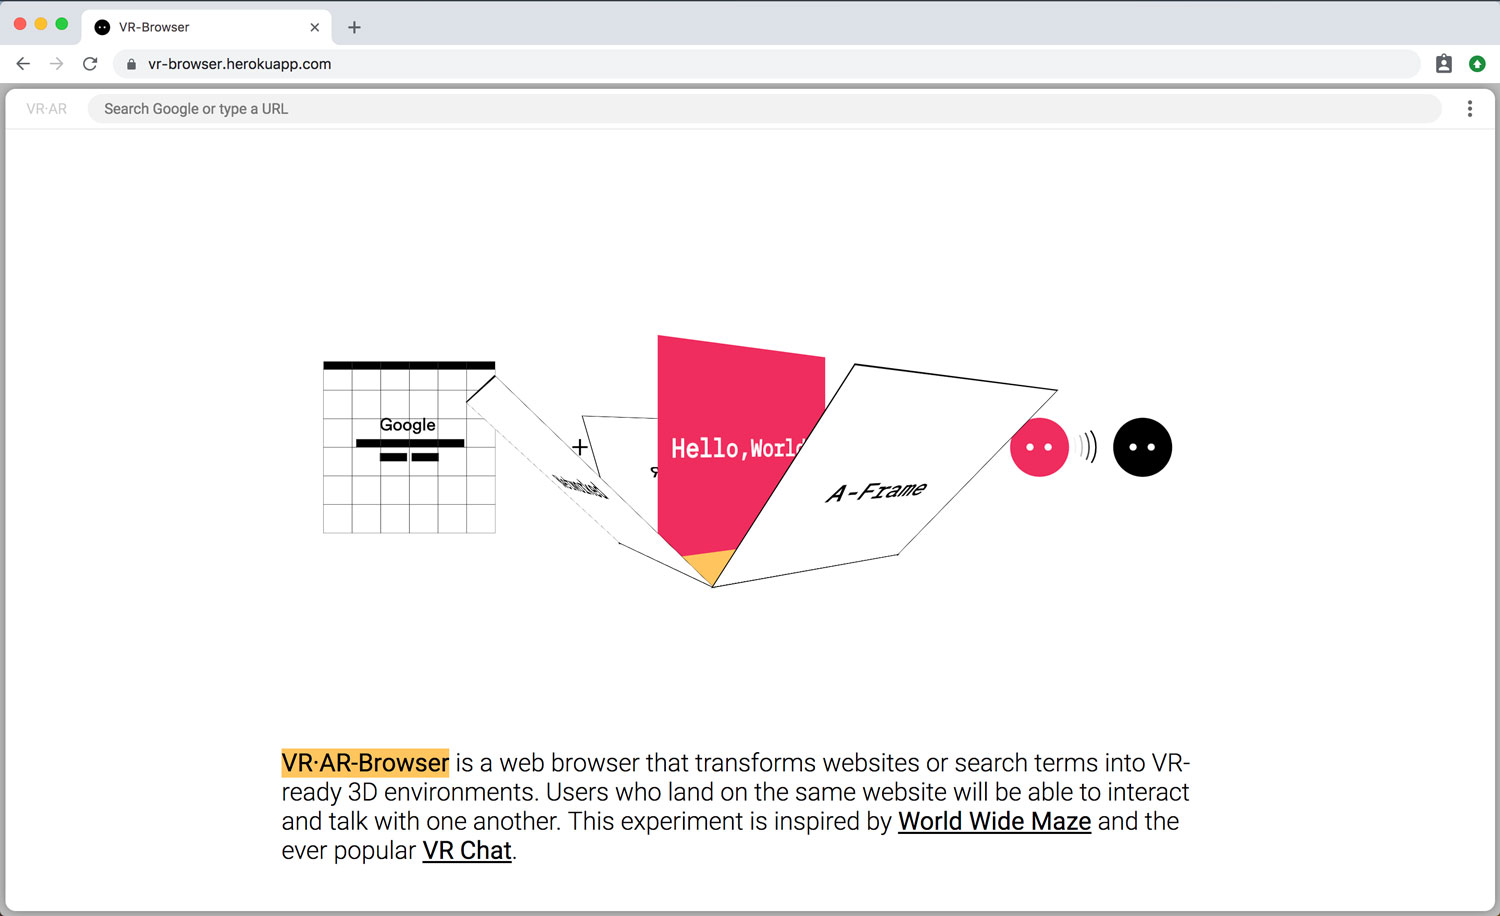 VR-Browser
vr-browser.herokuapp.com
VR·AR
Search Google or type a URL
Google
Hello,World
A-Frame
VR·AR-Browser is a web browser that transforms websites or search terms into VR-
ready 3D environments. Users who land on the same website will be able to interact
and talk with one another. This experiment is inspired by World Wide Maze and the
ever popular VR Chat.